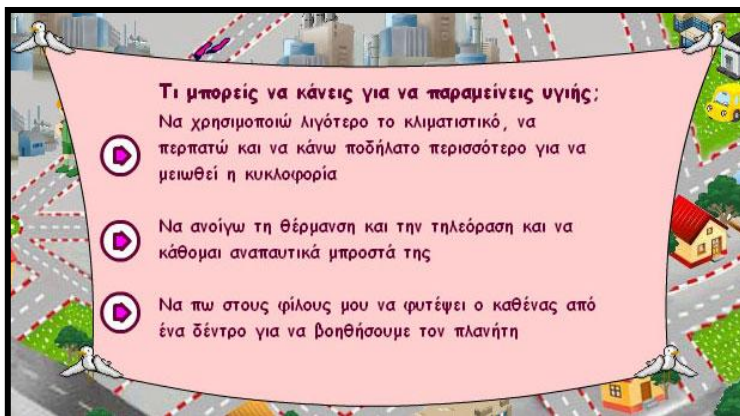 Τι μπορείς να κάνεις για να παραμείνεις υγιής;
Να χρησιμοποιώ λιγότερο το κλιματιστικό, να
περπατώ και να κάνω ποδήλατο περισσότερο για να
μειωθεί η κυκλοφορία
Να ανοίγω τη θέρμανση και την τηλεόραση και να
κάθομαι αναπαυτικά μπροστά της
Να πω στους φίλους μου να φυτέψει ο καθένας από
ένα δέντρο για να βοηθήσουμε τον πλανήτη